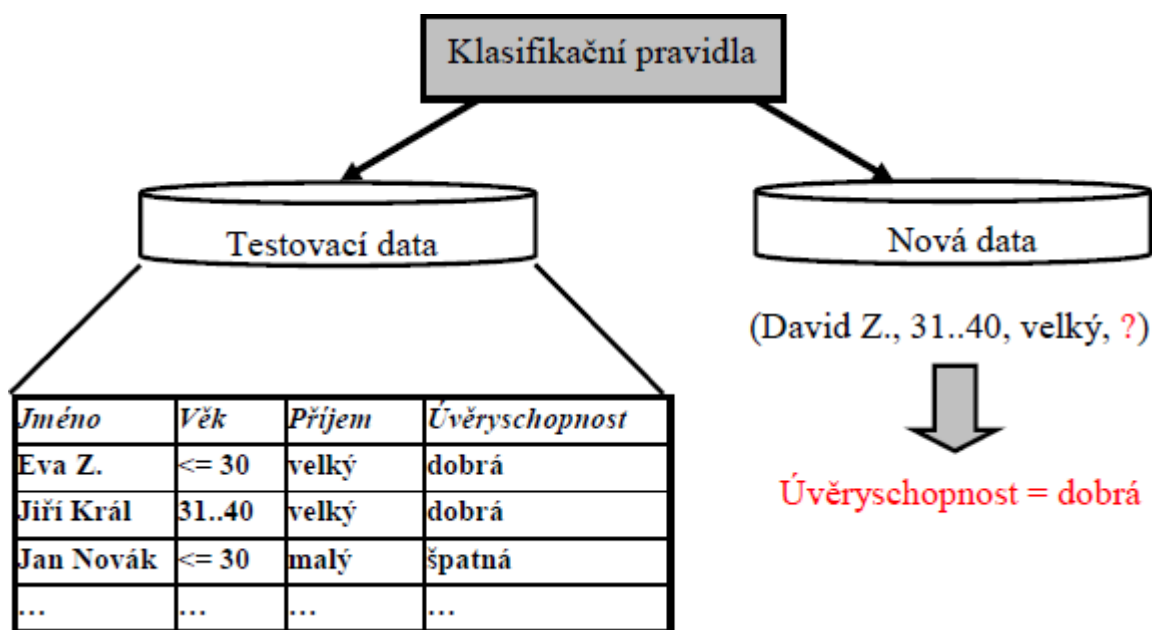 Klasifikační pravidla
Testovací data
Nová data
(David Z., 31..40, velký, ?)
Úvěryschopnost = dobrá
Jméno Věk Příjem Úvěryschopnost
Eva Z. <= 30 velký dobrá
Jiří Král 31..40 velký dobrá
Jan Novák <= 30 malý špatná
... ... ... ...